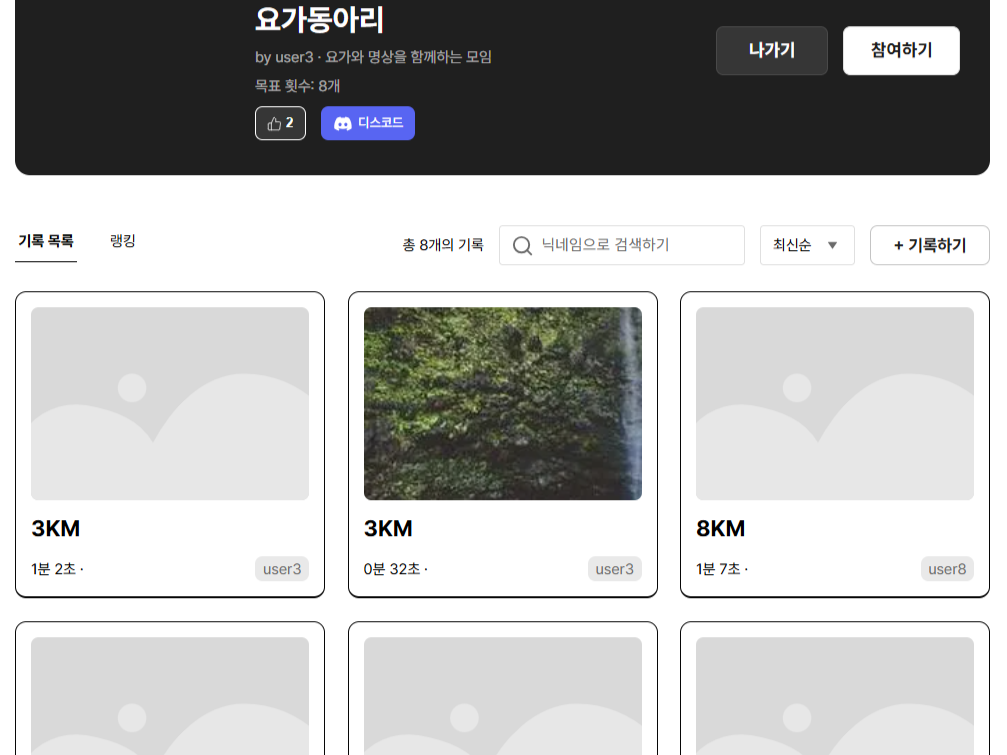 요가동아리
by user3 · 요가와 명상을 함께하는 모임
목표 횟수: 8개
2
디스코드
나가기
참여하기
기록 목록
랭킹
총 8개의 기록
닉네임으로 검색하기
최신순
+ 기록하기
3KM
1분 2초 ·
user3
3KM
0분 32초 ·
user3
8KM
1분 7초 ·
user8